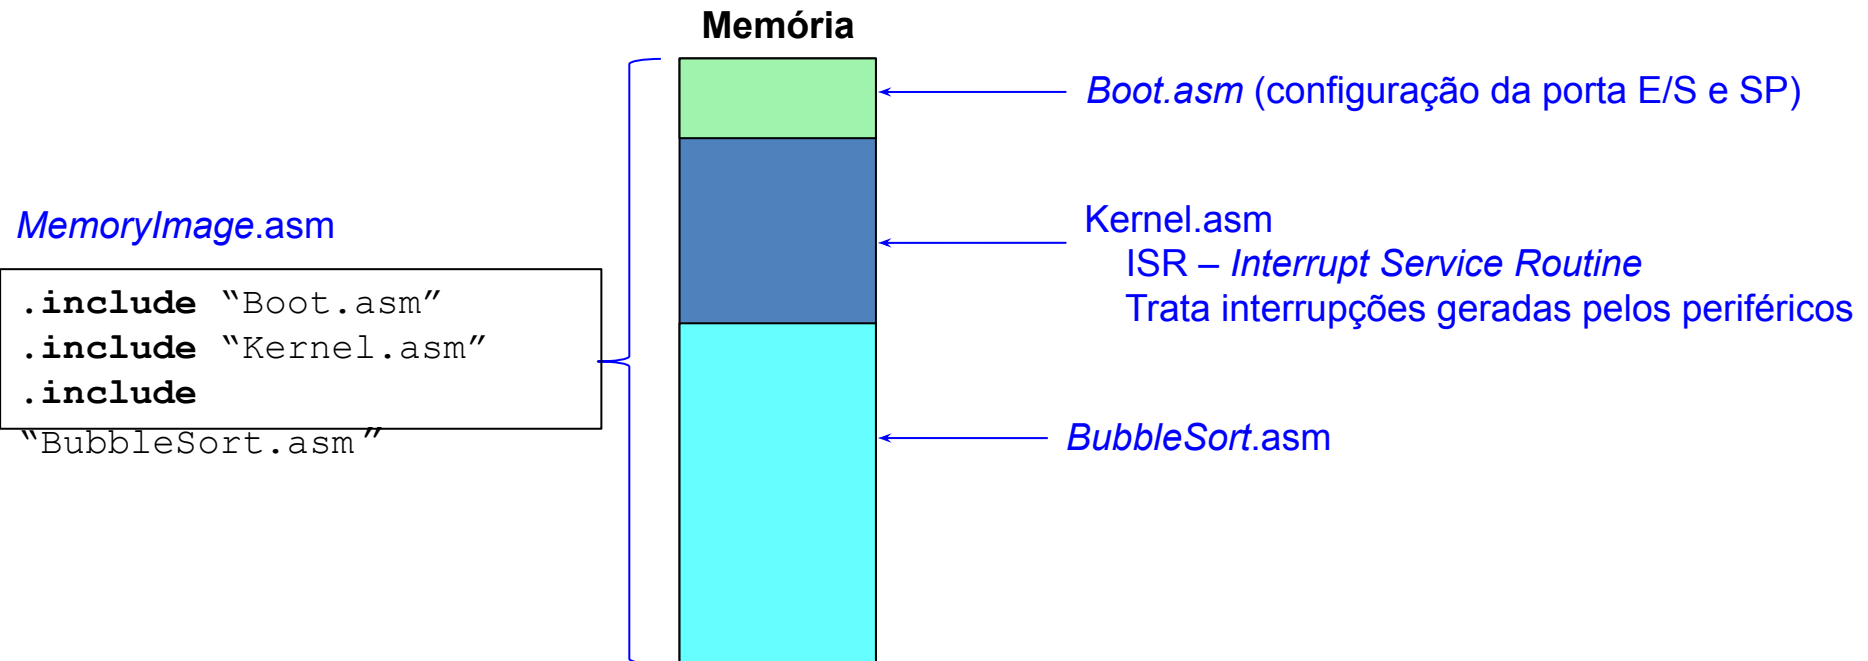 Memória
Boot.asm (configuração da porta E/S e SP)
MemoryImage.asm
.include “Boot.asm”
.include “Kernel.asm”
.include
“BubbleSort.asm”
Kernel.asm
ISR – Interrupt Service Routine
Trata interrupções geradas pelos periféricos
BubbleSort.asm